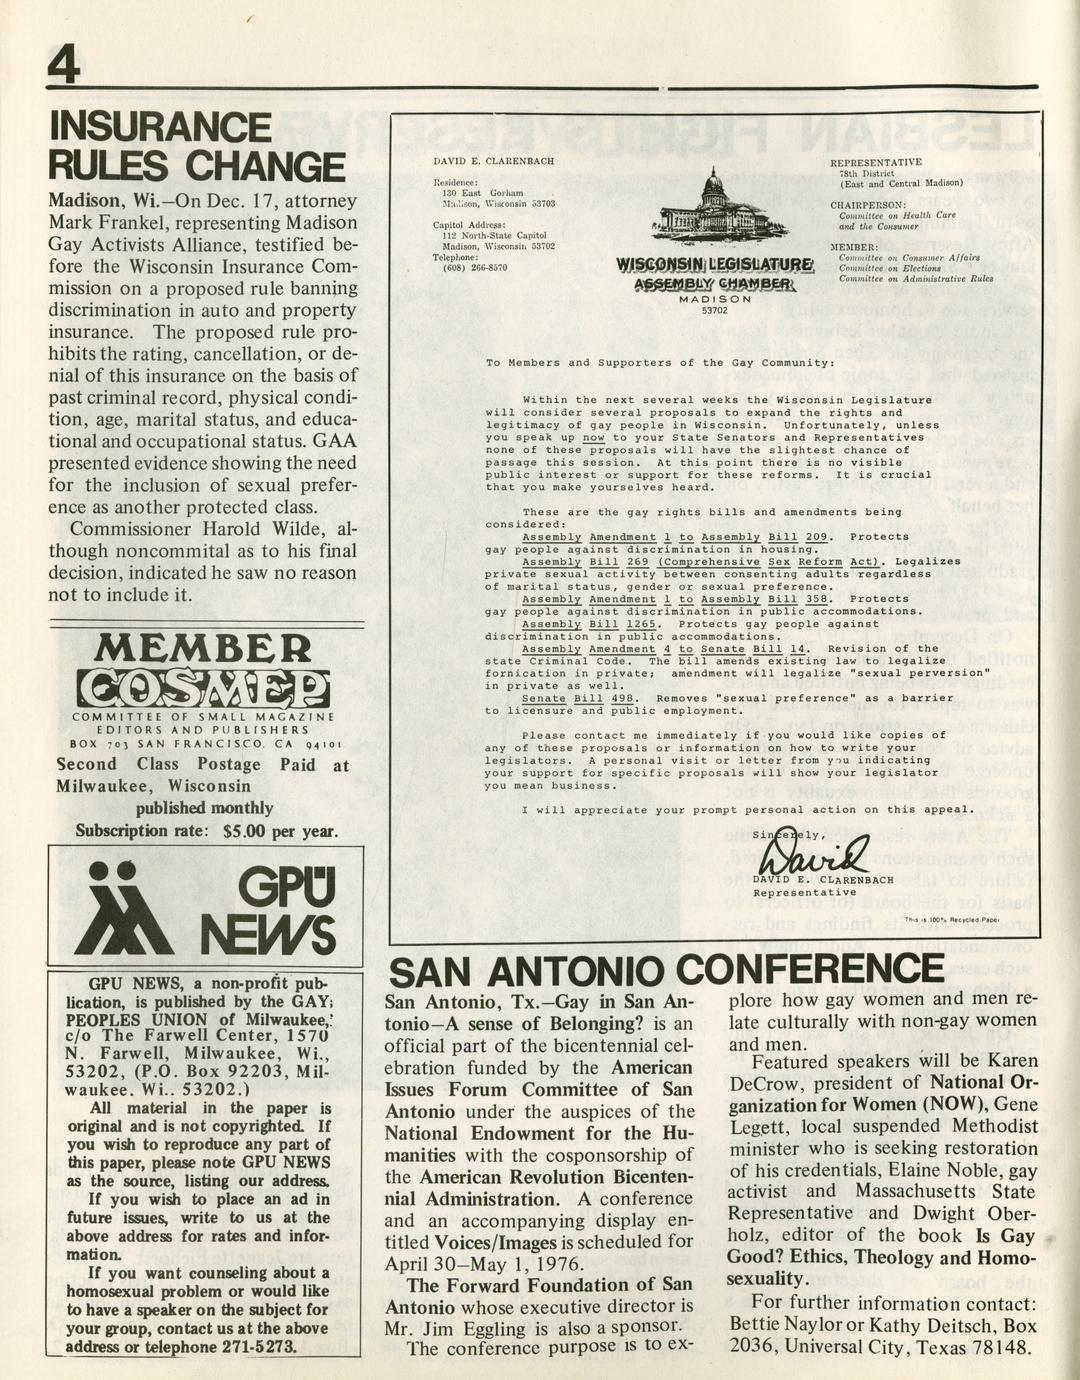 4
INSURANCE
RULES CHANGE
Madison, Wi.—On Dec. 17, attorney
Mark Frankel, representing Madison
Gay Activists Alliance, testified be-
fore the Wisconsin Insurance Com-
mission on a proposed rule banning
discrimination in auto and property
insurance. The proposed rule pro-
hibits the rating, cancellation, or de-
nial of this insurance on the basis of
past criminal record, physical condi-
tion, age, marital status, and educa-
tional and occupational status. GAA
presented evidence showing the need
for the inclusion of sexual prefer-
ence as another protected class.
Commissioner Harold Wilde, al-
though noncommital as to his final
decision, indicated he saw no reason
not to include it.
MEMBER
COSMEP
COMMITTEE OF SMALL MAGAZINE
EDITORS AND PUBLISHERS
BOX 703 SAN FRANCISCO. CA 94101
Second Class Postage Paid at
Milwaukee, Wisconsin
published monthly
Subscription rate: $5.00 per year.
GPU
NEWS
GPU NEWS, a non-profit pub-
lication, is published by the GAY
PEOPLES UNION of Milwaukee,
c/o The Farwell Center, 1570
N. Farwell, Milwaukee, Wi.,
53202, (P.O. Box 92203, Mil-
waukee. Wi.. 53202.)
All material in the paper is
original and is not copyrighted. If
you wish to reproduce any part of
this paper, please note GPU NEWS
as the source, listing our address.
If you wish to place an ad in
future issues, write to us at the
above address for rates and infor-
mation.
If you want counseling about a
homosexual problem or would like
to have a speaker on the subject for
your group, contact us at the above
address or telephone 271-5273.
DAVID E. CLARENBACH
Residence:
130 East Gorham
Madison, Wisconsin 53703
Capitol Address:
112 North-State Capitol
Madison, Wisconsin 53702
Telephone:
(608) 266-8570
WISCONSIN LEGISLATURE
ASSEMBLY CHAMBER
MADISON
53702
REPRESENTATIVE
78th District
(East and Central Madison)
CHAIRPERSON:
Committee on Health Care
and the Consumer
MEMBER:
Committee on Consumer Affairs
Committee on Elections
Committee on Administrative Rules
To Members and Supporters of the Gay Community:
Within the next several weeks the Wisconsin Legislature
will consider several proposals to expand the rights and
legitimacy of gay people in Wisconsin. Unfortunately, unless
you speak up now to your State Senators and Representatives
none of these proposals will have the slightest chance of
passage this session. At this point there is no visible
public interest or support for these reforms. It is crucial
that you make yourselves heard.
These are the gay rights bills and amendments being
considered:
Assembly Amendment 1 to Assembly Bill 209. Protects
gay people against discrimination in housing.
Assembly Bill 269 (Comprehensive Sex Reform Act). Legalizes
private sexual activity between consenting adults regardless
of marital status, gender or sexual preference.
Assembly Amendment 1 to Assembly Bill 358. Protects
gay people against discrimination in public accommodations.
Assembly Bill 1265. Protects gay people against
discrimination in public accommodations.
Assembly Amendment 4 to Senate Bill 14. Revision of the
state Criminal Code. The bill amends existing law to legalize
fornication in private; amendment will legalize "sexual perversion"
in private as well.
Senate Bill 498. Removes "sexual preference" as a barrier
to licensure and public employment.
Please contact me immediately if you would like copies of
any of these proposals or information on how to write your
legislators. A personal visit or letter from you indicating
your support for specific proposals will show your legislator
you mean business.
I will appreciate your prompt personal action on this appeal.
Sincerely,
David
DAVID E. CLARENBACH
Representative
This is 100% Recycled Paper
SAN ANTONIO CONFERENCE
San Antonio, Tx.—Gay in San An-
tonio—A sense of Belonging? is an
official part of the bicentennial cel-
ebration funded by the American
Issues Forum Committee of San
Antonio under the auspices of the
National Endowment for the Hu-
manities with the cosponsorship of
the American Revolution Bicenten-
nial Administration. A conference
and an accompanying display en-
titled Voices/Images is scheduled for
April 30—May 1, 1976.
The Forward Foundation of San
Antonio whose executive director is
Mr. Jim Eggling is also a sponsor.
The conference purpose is to ex-
plore how gay women and men re-
late culturally with non-gay women
and men.
Featured speakers will be Karen
DeCrow, president of National Or-
ganization for Women (NOW), Gene
Legett, local suspended Methodist
minister who is seeking restoration
of his credentials, Elaine Noble, gay
activist and Massachusetts State
Representative and Dwight Ober-
holz, editor of the book Is Gay
Good? Ethics, Theology and Homo-
sexuality.
For further information contact:
Bettie Naylor or Kathy Deitsch, Box
2036, Universal City, Texas 78148.